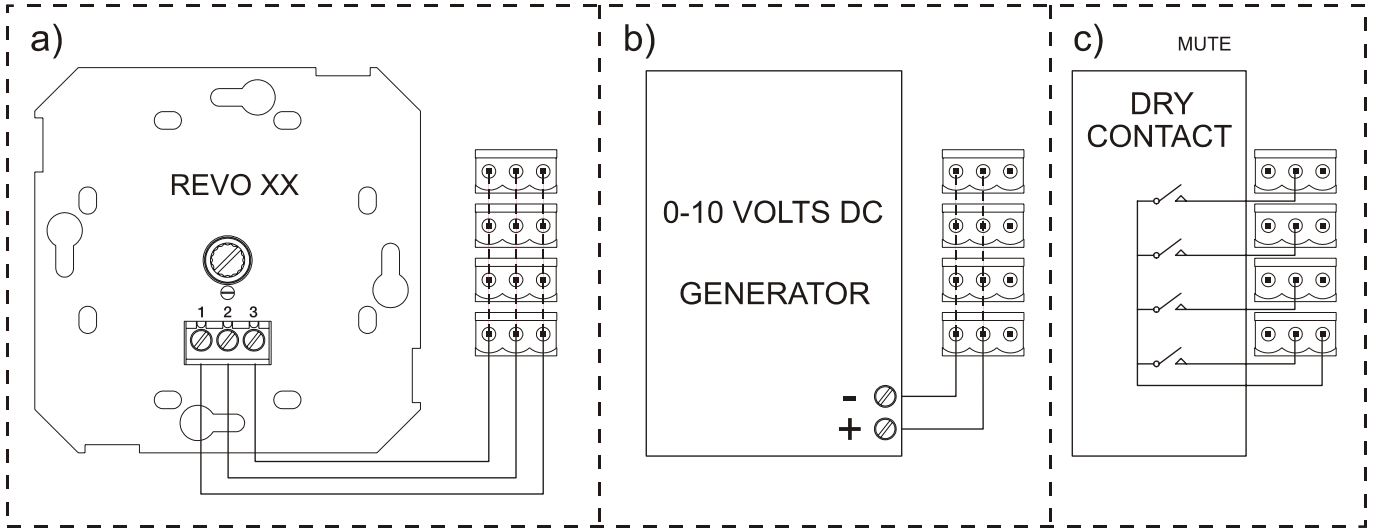 a)
REVO XX
1 2 3
b)
0-10 VOLTS DC
GENERATOR
-
+
c)
MUTE
DRY
CONTACT